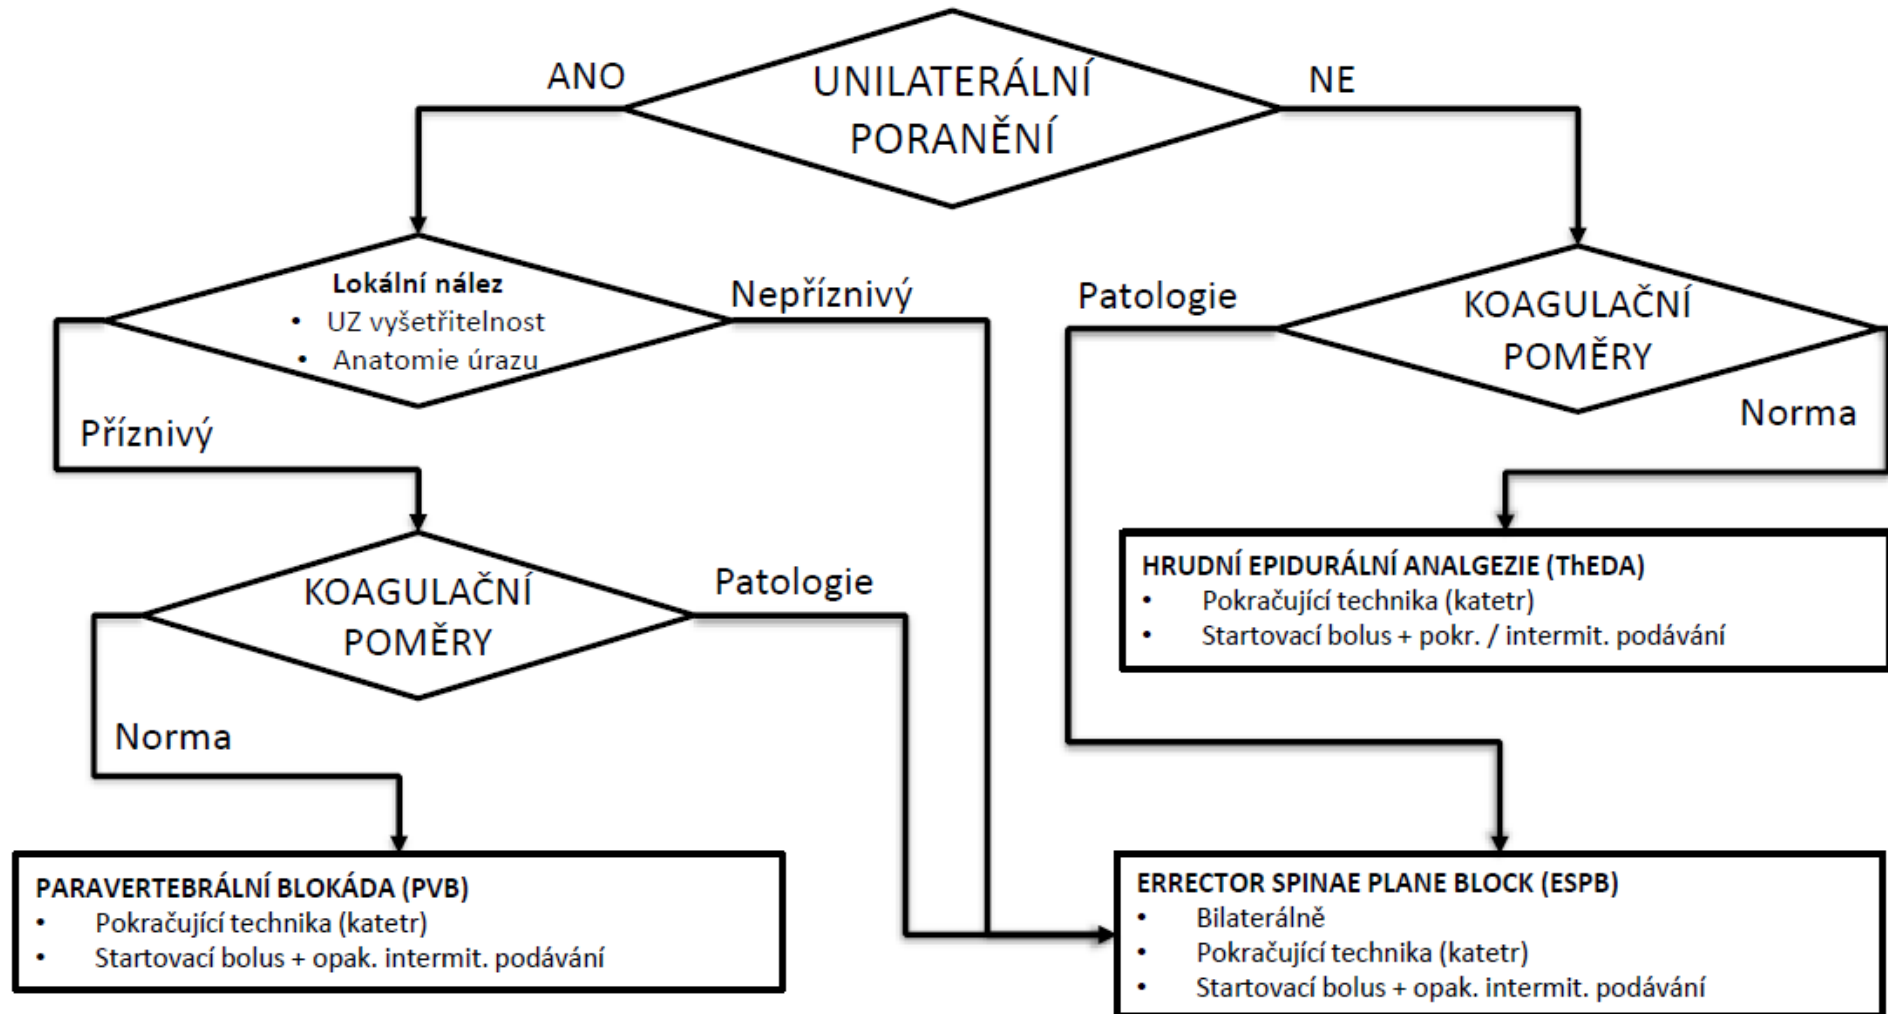 ANO
UNILATERÁLNÍ
PORANĚNÍ
NE
Lokální nález
• UZ vyšetřitelnost
• Anatomie úrazu
Nepříznivý
Patologie
KOAGULAČNÍ
POMĚRY
Příznivý
Norma
KOAGULAČNÍ
POMĚRY
Patologie
HRUDNÍ EPIDURÁLNÍ ANALGEZIE (ThEDA)
• Pokračující technika (katetr)
• Startovací bolus + pokr. / intermit. podávání
Norma
PARAVERTEBRÁLNÍ BLOKÁDA (PVB)
• Pokračující technika (katetr)
• Startovací bolus + opak. intermit. podávání
ERRECTOR SPINAE PLANE BLOCK (ESPB)
• Bilaterálně
• Pokračující technika (katetr)
• Startovací bolus + opak. intermit. podávání